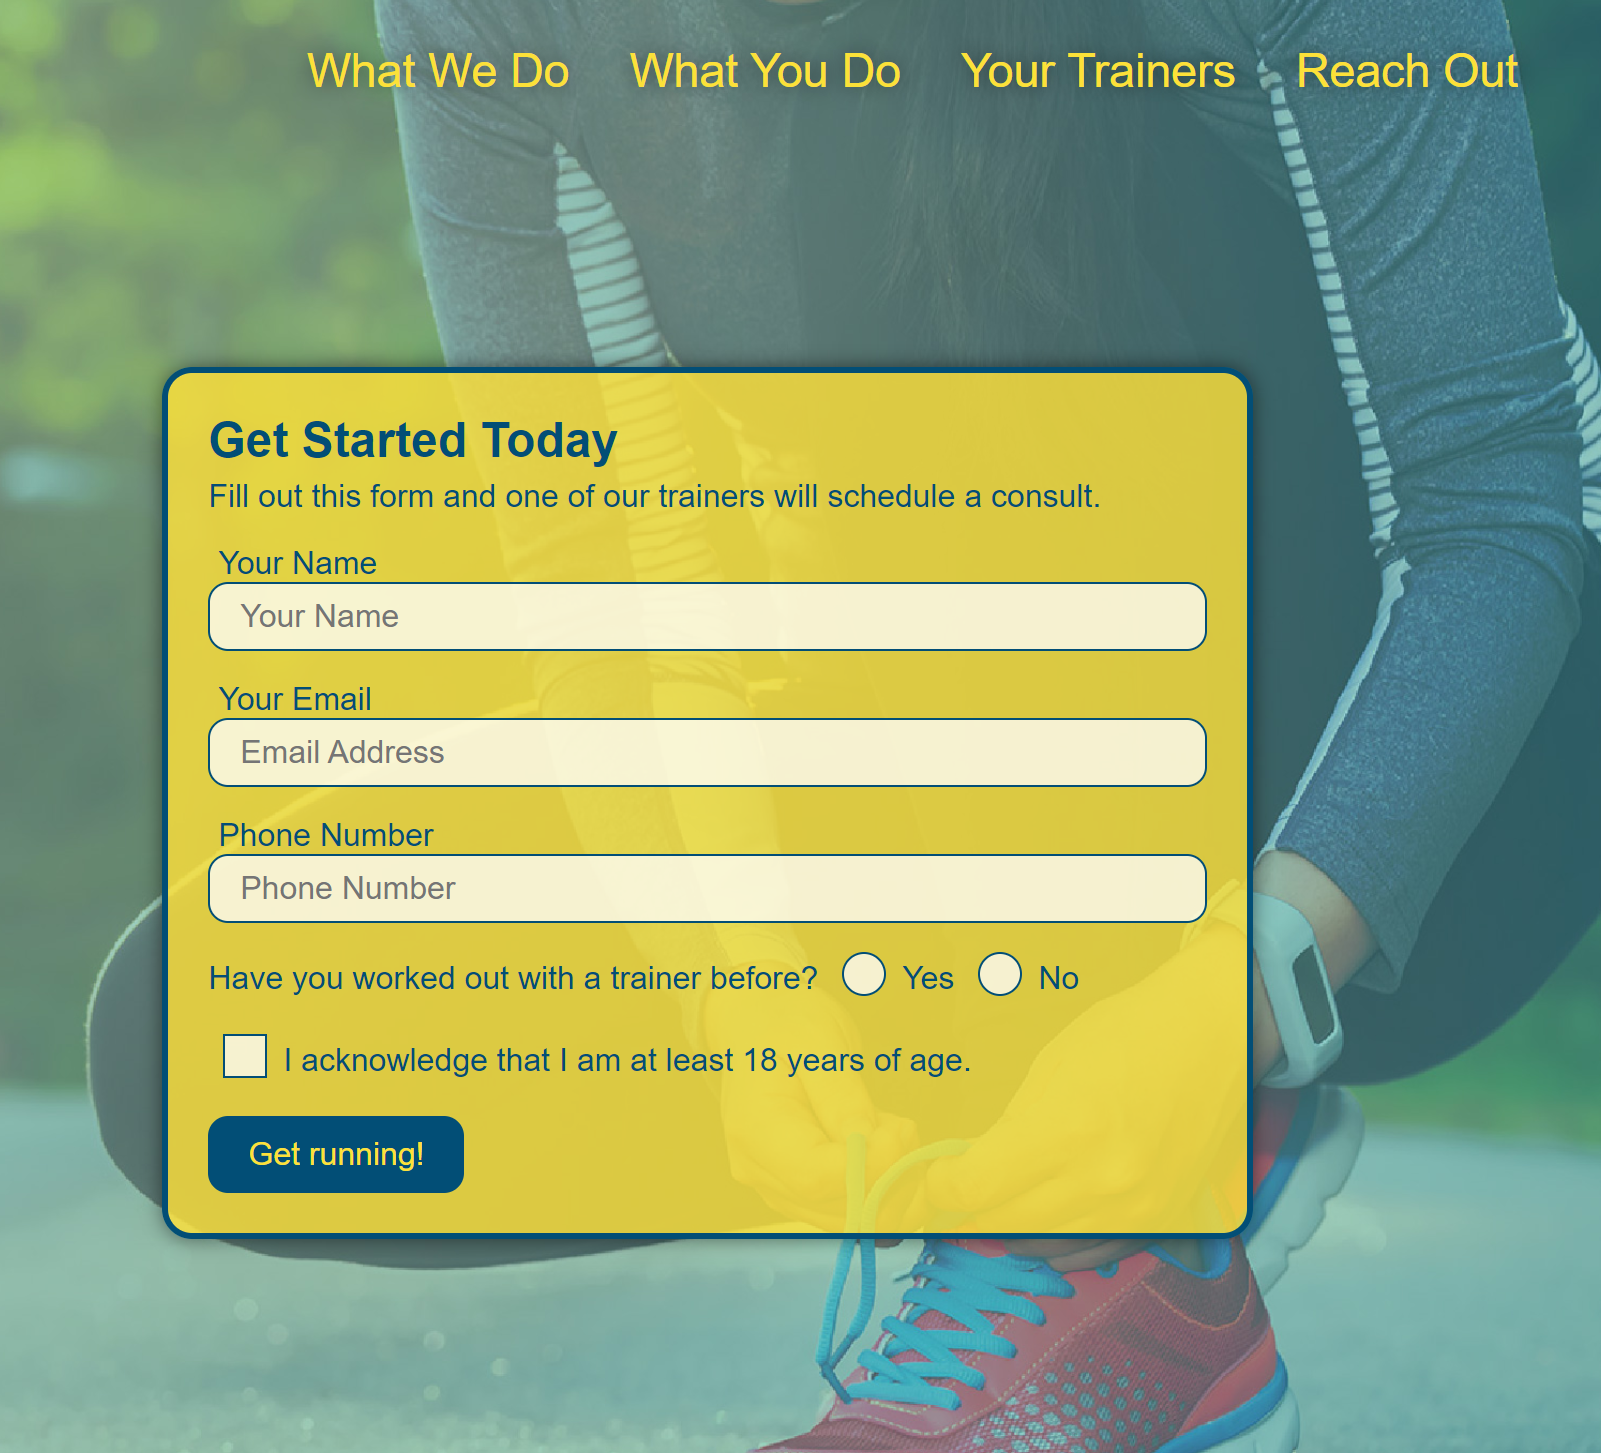 What We Do What You Do Your Trainers Reach Out
Get Started Today
Fill out this form and one of our trainers will schedule a consult.
Your Name
Your Name
Your Email
Email Address
Phone Number
Phone Number
Have you worked out with a trainer before? Yes No
I acknowledge that I am at least 18 years of age.
Get running!